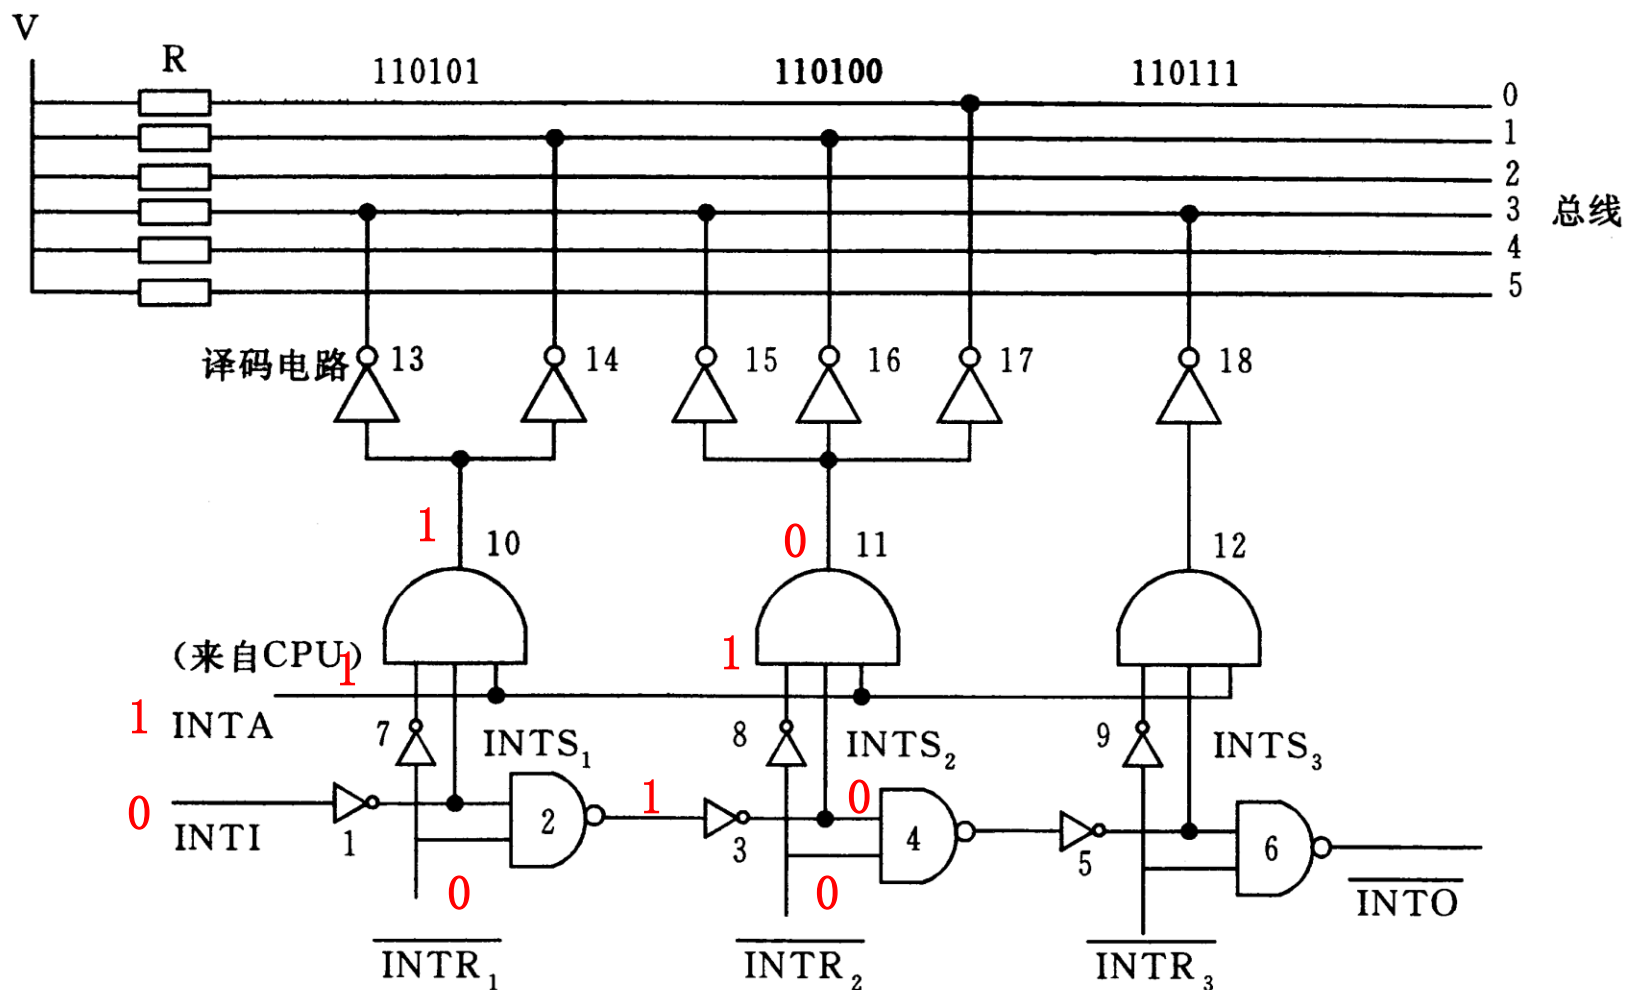 V
R
110101 110100 110111
0
1
2
3 总线
4
5
译码电路 13 14 15 16 17 18
1 10 0 11 12
(来自CPU) 1 1
1 INTA 7 INTS₁ 8 INTS₂ 9 INTS₃
0 INTI 1 2 1 3 0 4 5 6
0 0
INTR₁ INTR₂ INTR₃ INTO